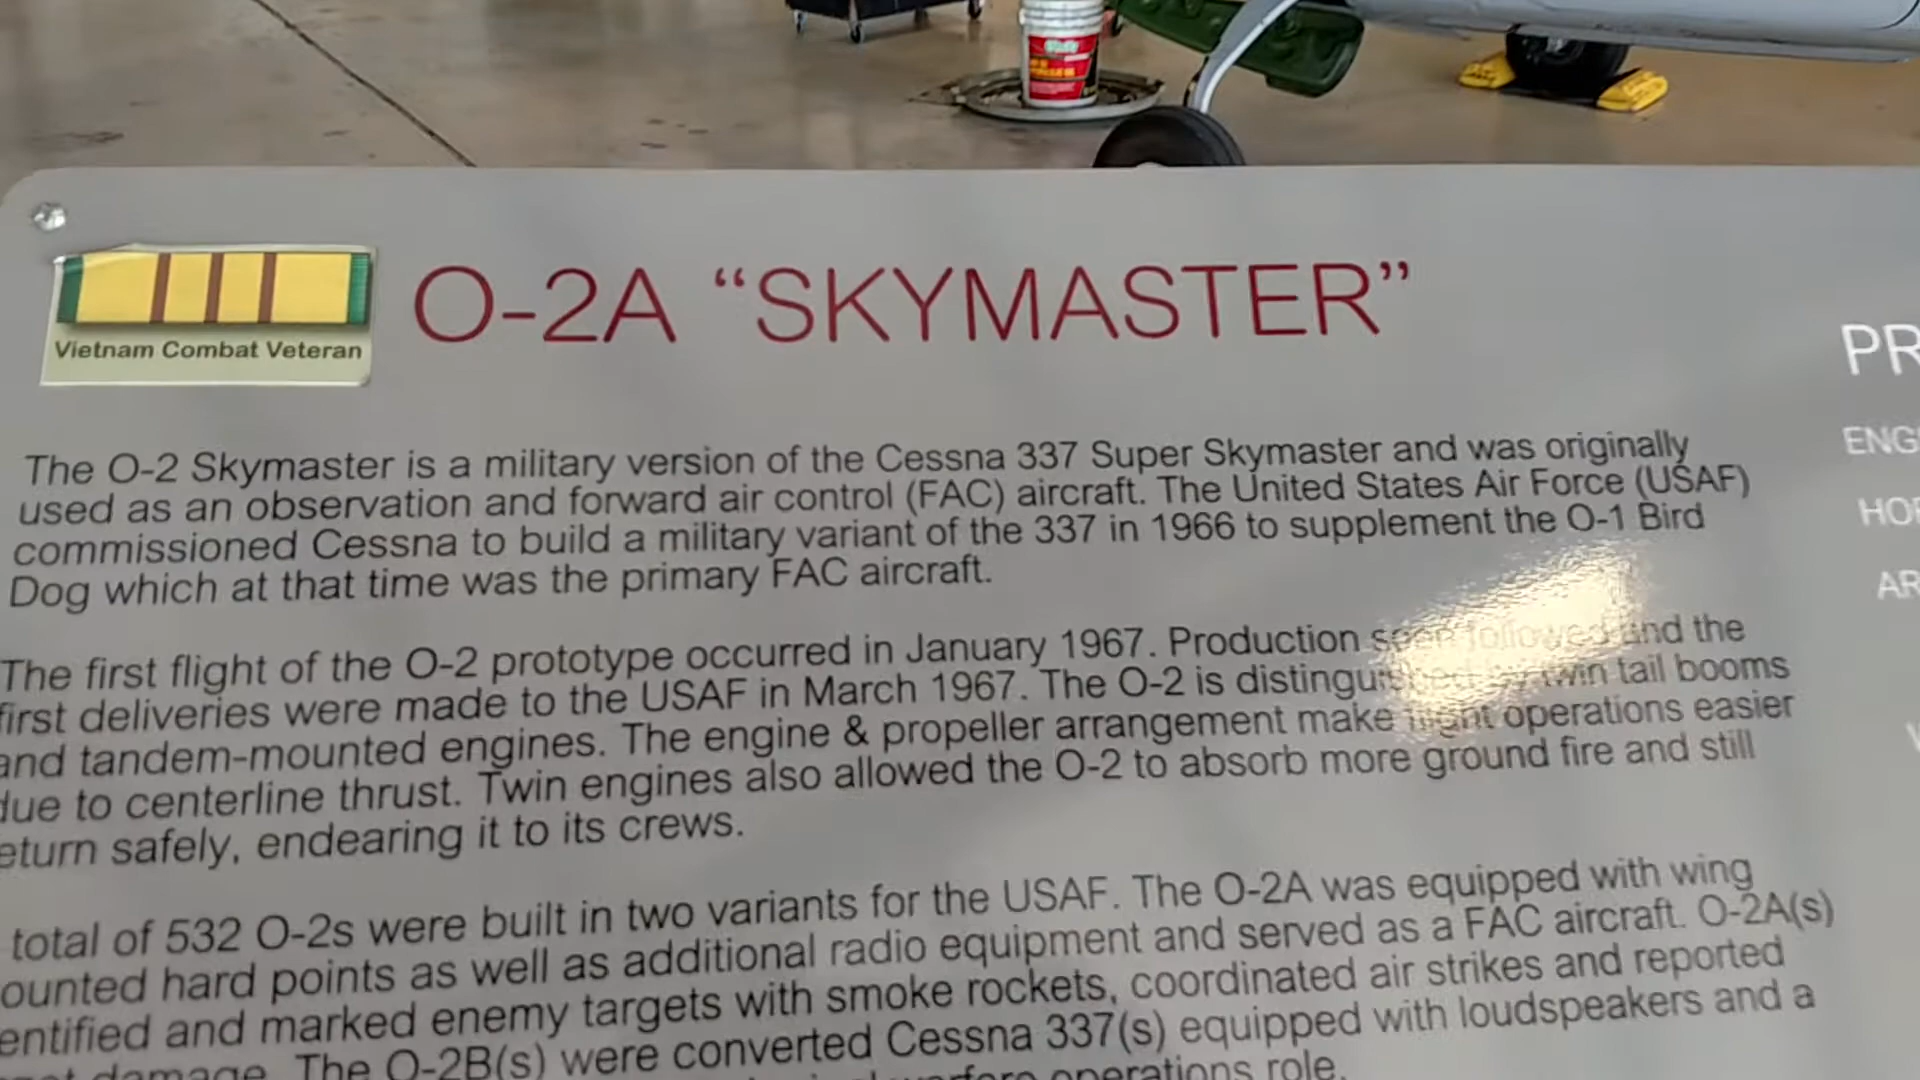 Vietnam Combat Veteran
O-2A “SKYMASTER”
The O-2 Skymaster is a military version of the Cessna 337 Super Skymaster and was originally
used as an observation and forward air control (FAC) aircraft. The United States Air Force (USAF)
commissioned Cessna to build a military variant of the 337 in 1966 to supplement the O-1 Bird
Dog which at that time was the primary FAC aircraft.
The first flight of the O-2 prototype occurred in January 1967. Production soon followed and the
first deliveries were made to the USAF in March 1967. The O-2 is distinguished by twin tail booms
and tandem-mounted engines. The engine & propeller arrangement make flight operations easier
due to centerline thrust. Twin engines also allowed the O-2 to absorb more ground fire and still
eturn safely, endearing it to its crews.
total of 532 O-2s were built in two variants for the USAF. The O-2A was equipped with wing
ounted hard points as well as additional radio equipment and served as a FAC aircraft. O-2A(s)
entified and marked enemy targets with smoke rockets, coordinated air strikes and reported
damage. The O-2B(s) were converted Cessna 337(s) equipped with loudspeakers and a
operations role.
PR
ENG
HOR
AR